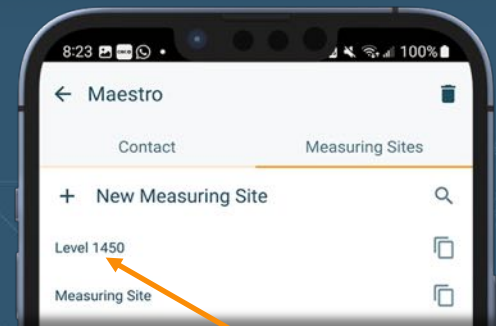 8:23 100%
Maestro
Contact Measuring Sites
New Measuring Site
Level 1450
Measuring Site